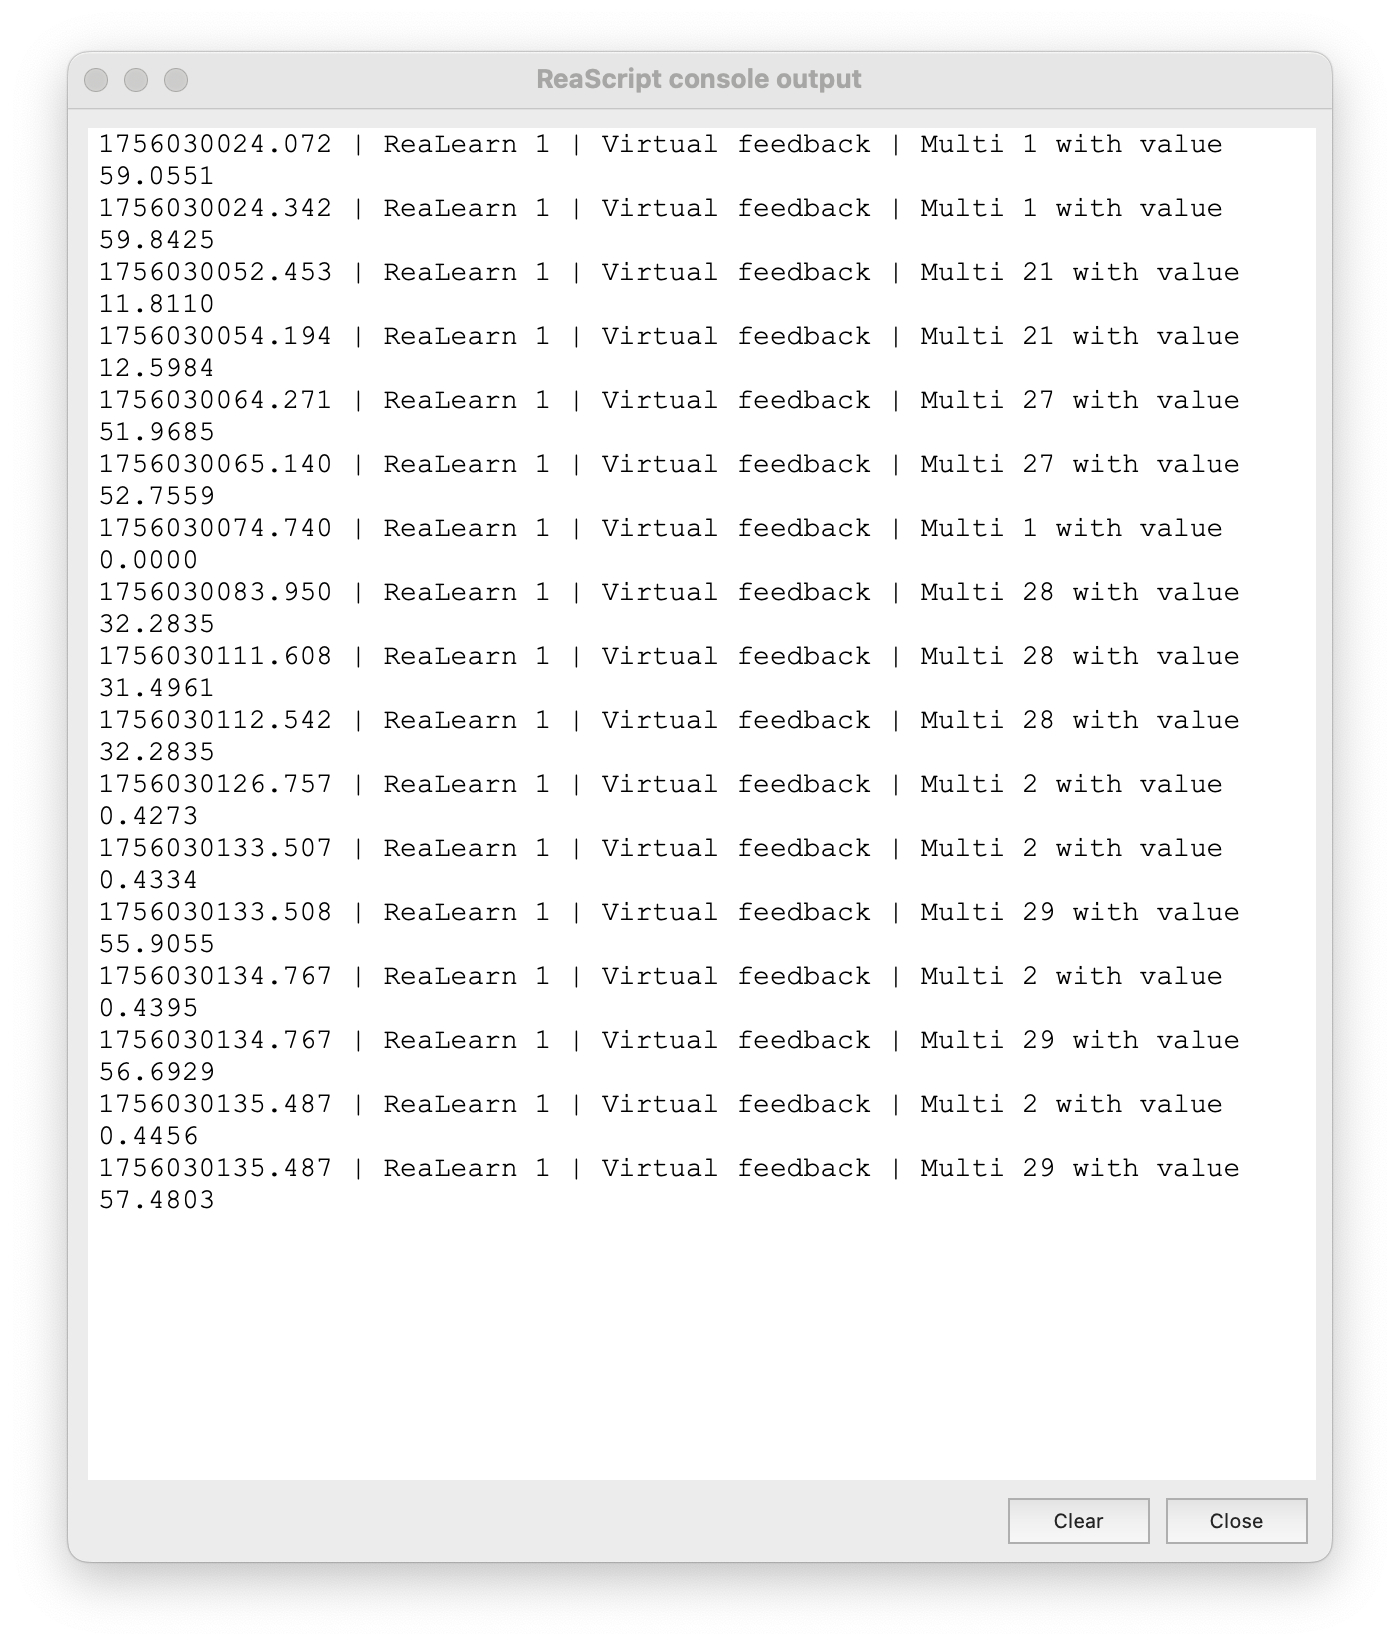 ReaScript console output
1756030024.072 | ReaLearn 1 | Virtual feedback | Multi 1 with value
59.0551
1756030024.342 | ReaLearn 1 | Virtual feedback | Multi 1 with value
59.8425
1756030052.453 | ReaLearn 1 | Virtual feedback | Multi 21 with value
11.8110
1756030054.194 | ReaLearn 1 | Virtual feedback | Multi 21 with value
12.5984
1756030064.271 | ReaLearn 1 | Virtual feedback | Multi 27 with value
51.9685
1756030065.140 | ReaLearn 1 | Virtual feedback | Multi 27 with value
52.7559
1756030074.740 | ReaLearn 1 | Virtual feedback | Multi 1 with value
0.0000
1756030083.950 | ReaLearn 1 | Virtual feedback | Multi 28 with value
32.2835
1756030111.608 | ReaLearn 1 | Virtual feedback | Multi 28 with value
31.4961
1756030112.542 | ReaLearn 1 | Virtual feedback | Multi 28 with value
32.2835
1756030126.757 | ReaLearn 1 | Virtual feedback | Multi 2 with value
0.4273
1756030133.507 | ReaLearn 1 | Virtual feedback | Multi 2 with value
0.4334
1756030133.508 | ReaLearn 1 | Virtual feedback | Multi 29 with value
55.9055
1756030134.767 | ReaLearn 1 | Virtual feedback | Multi 2 with value
0.4395
1756030134.767 | ReaLearn 1 | Virtual feedback | Multi 29 with value
56.6929
1756030135.487 | ReaLearn 1 | Virtual feedback | Multi 2 with value
0.4456
1756030135.487 | ReaLearn 1 | Virtual feedback | Multi 29 with value
57.4803
Clear Close